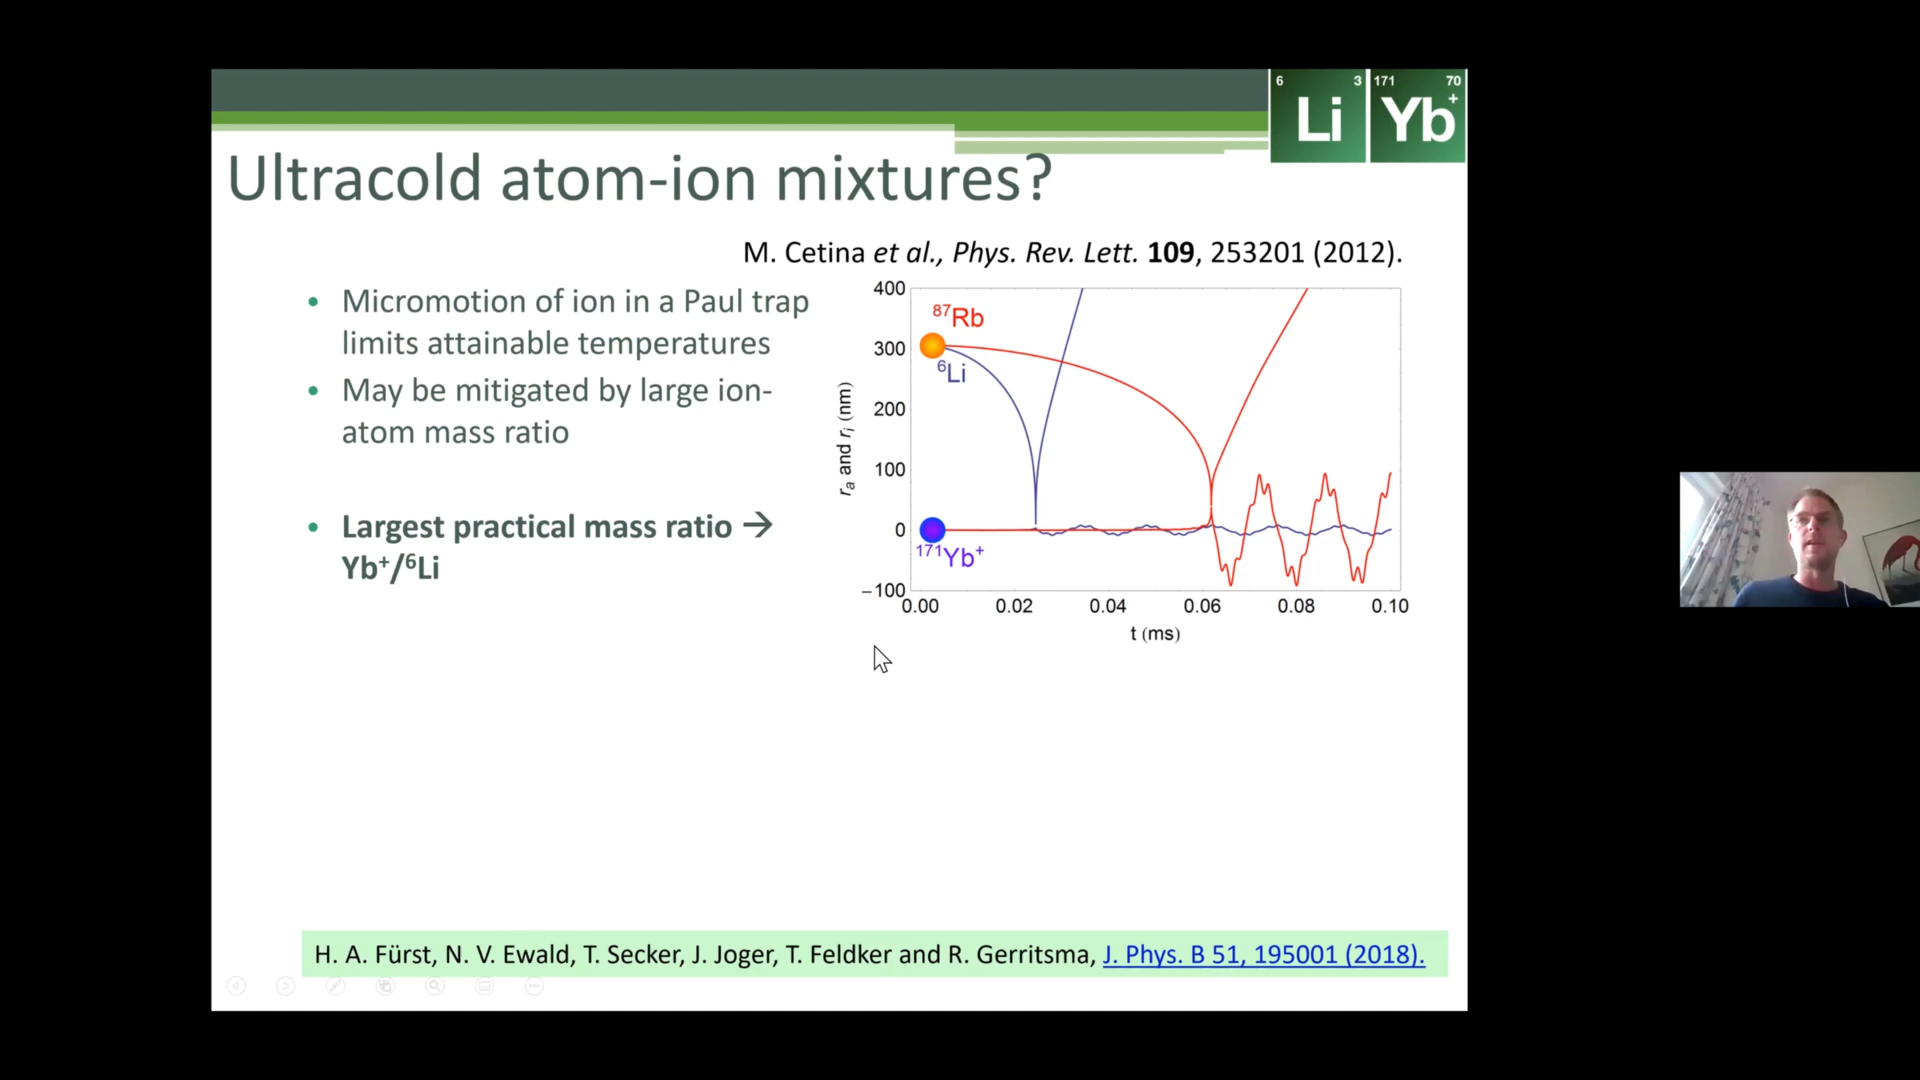 6 3 171 70
Li Yb+
Ultracold atom-ion mixtures?
M. Cetina et al., Phys. Rev. Lett. 109, 253201 (2012).
• Micromotion of ion in a Paul trap
limits attainable temperatures
• May be mitigated by large ion-
atom mass ratio
• Largest practical mass ratio →
Yb⁺/⁶Li
400
300
200
100
0
−100
rₐ and rᵢ (nm)
⁸⁷Rb
⁶Li
¹⁷¹Yb⁺
0.00 0.02 0.04 0.06 0.08 0.10
t (ms)
H. A. Fürst, N. V. Ewald, T. Secker, J. Joger, T. Feldker and R. Gerritsma, J. Phys. B 51, 195001 (2018).